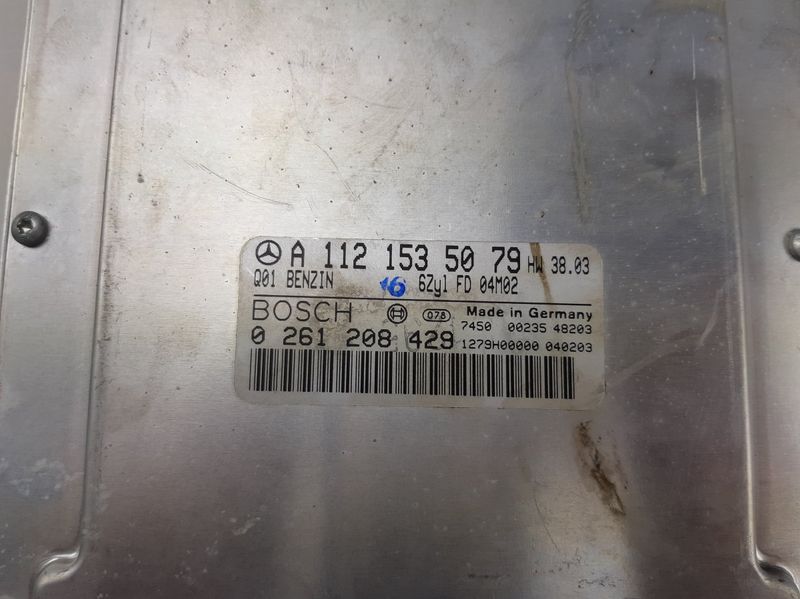 A 112 153 50 79 HW 38.03
Q01 BENZIN 16 6Zyl FD 04M02
BOSCH 078 Made in Germany
7450 00235 48203
0 261 208 429 1279H00000 040203